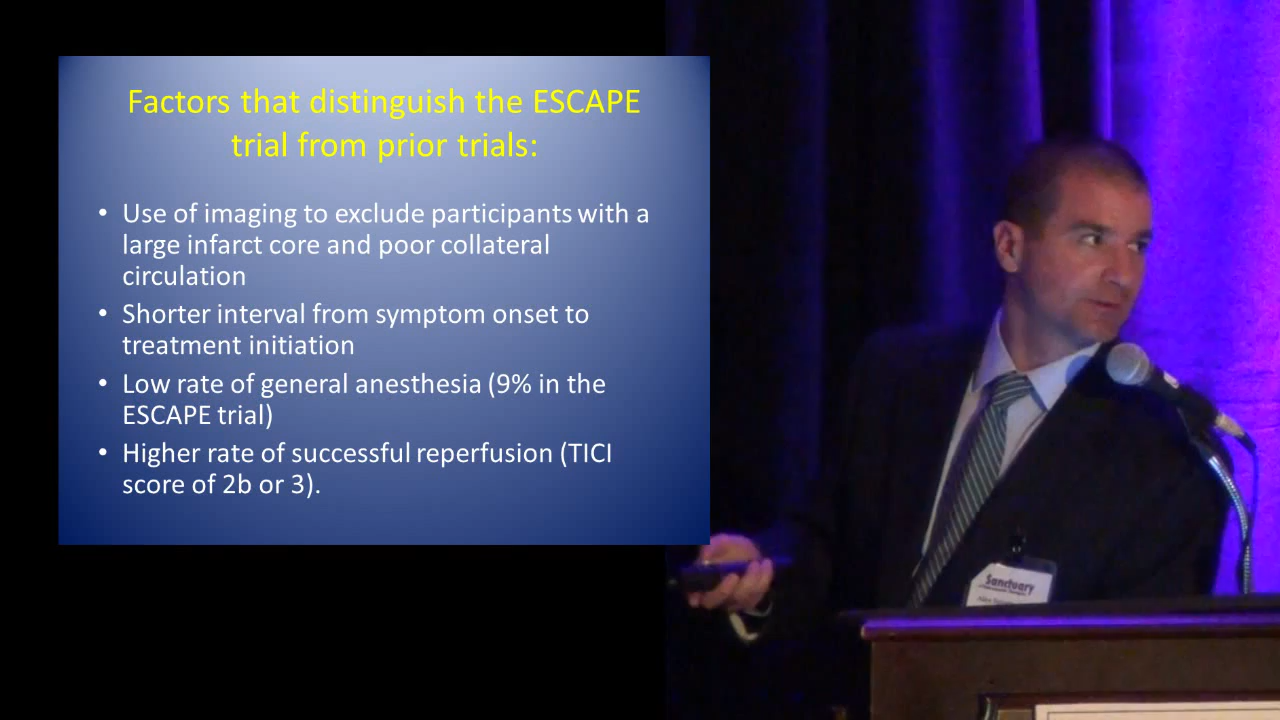 Factors that distinguish the ESCAPE
trial from prior trials:
• Use of imaging to exclude participants with a
large infarct core and poor collateral
circulation
• Shorter interval from symptom onset to
treatment initiation
• Low rate of general anesthesia (9% in the
ESCAPE trial)
• Higher rate of successful reperfusion (TICI
score of 2b or 3).
Sanctuary